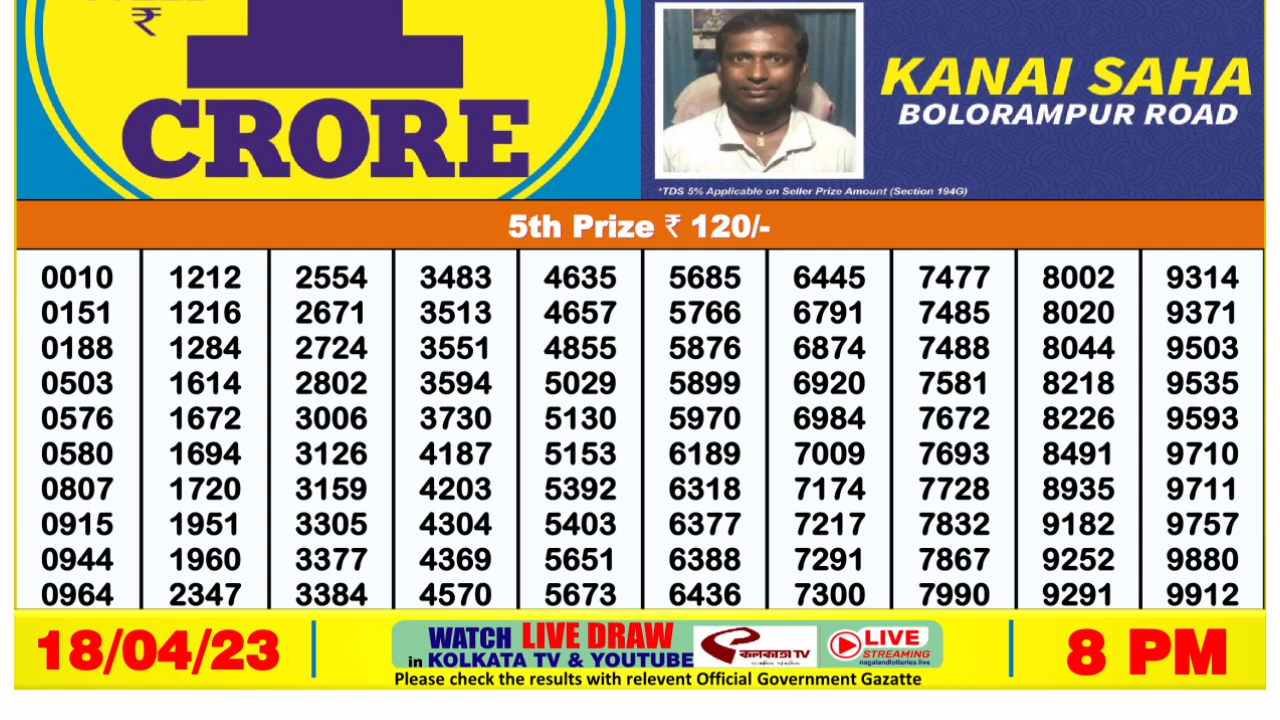 ₹
1
CRORE
KANAI SAHA
BOLORAMPUR ROAD
*TDS 5% Applicable on Seller Prize Amount (Section 194G)
5th Prize ₹ 120/-
0010 1212 2554 3483 4635 5685 6445 7477 8002 9314
0151 1216 2671 3513 4657 5766 6791 7485 8020 9371
0188 1284 2724 3551 4855 5876 6874 7488 8044 9503
0503 1614 2802 3594 5029 5899 6920 7581 8218 9535
0576 1672 3006 3730 5130 5970 6984 7672 8226 9593
0580 1694 3126 4187 5153 6189 7009 7693 8491 9710
0807 1720 3159 4203 5392 6318 7174 7728 8935 9711
0915 1951 3305 4304 5403 6377 7217 7832 9182 9757
0944 1960 3377 4369 5651 6388 7291 7867 9252 9880
0964 2347 3384 4570 5673 6436 7300 7990 9291 9912
18/04/23
WATCH LIVE DRAW
in KOLKATA TV & YOUTUBE
কলকাতা TV
LIVE
STREAMING
nagalandlotteries.live
Please check the results with relevent Official Government Gazatte
8 PM